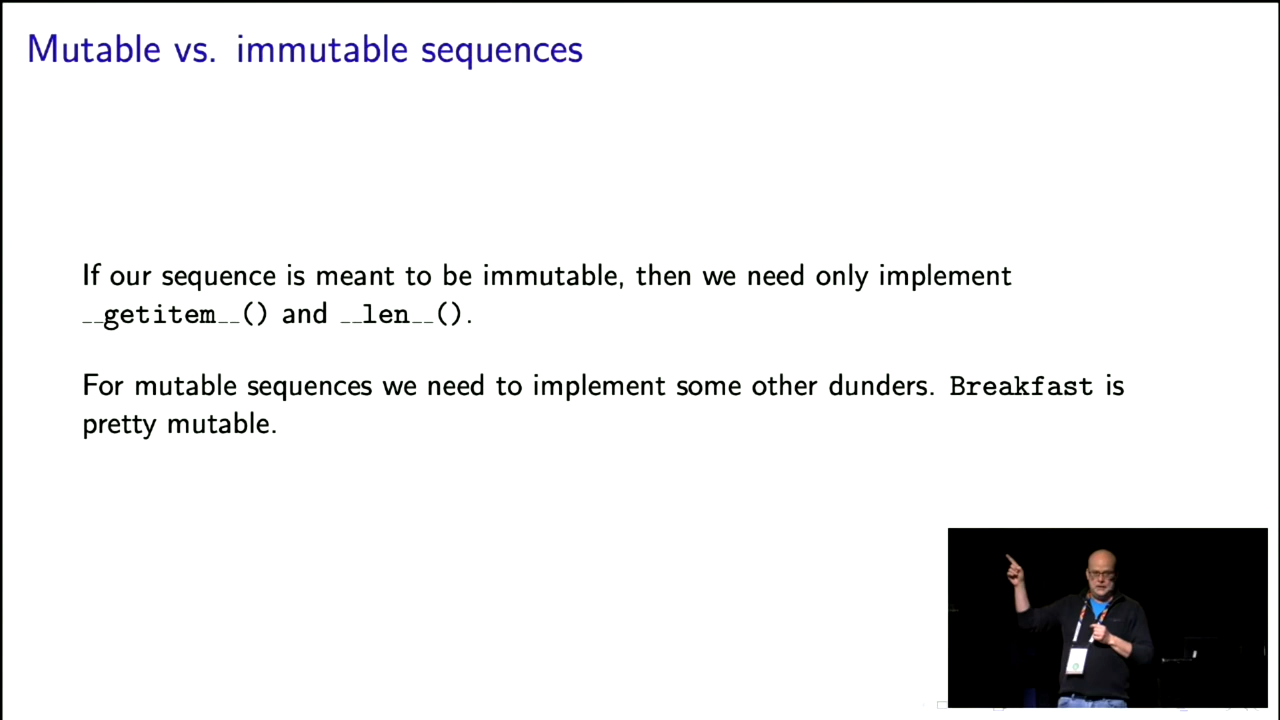 Mutable vs. immutable sequences
If our sequence is meant to be immutable, then we need only implement
__getitem__() and __len__().
For mutable sequences we need to implement some other dunders. Breakfast is
pretty mutable.